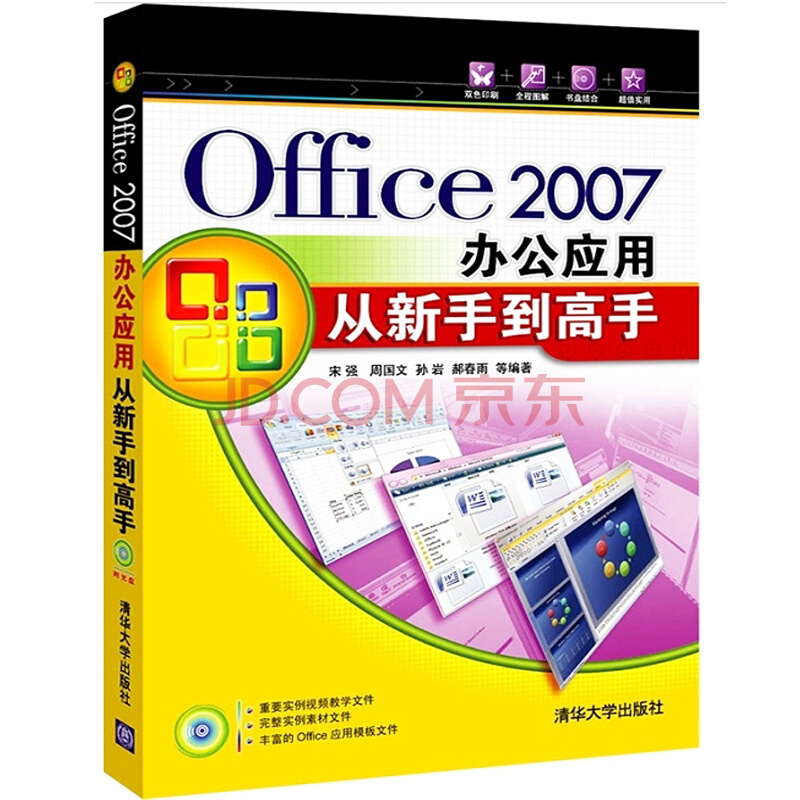 双色印刷 + 全程图解 + 书盘结合 + 超值实用
Office 2007
办公应用
从新手到高手
宋强 周国文 孙岩 郝春雨 等编著
JD.COM 京东
重要实例视频教学文件
完整实例素材文件
丰富的 Office 应用模板文件
清华大学出版社
Office 2007
办公应用
从新手到高手
附光盘
清华大学出版社